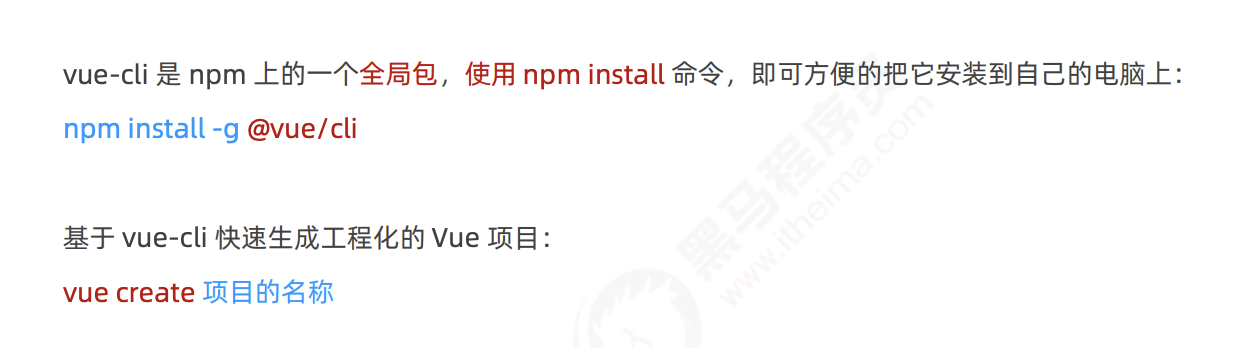 vue-cli 是 npm 上的一个全局包，使用 npm install 命令，即可方便的把它安装到自己的电脑上：
npm install -g @vue/cli
基于 vue-cli 快速生成工程化的 Vue 项目：
vue create 项目的名称
黑马程序员
www.itheima.com